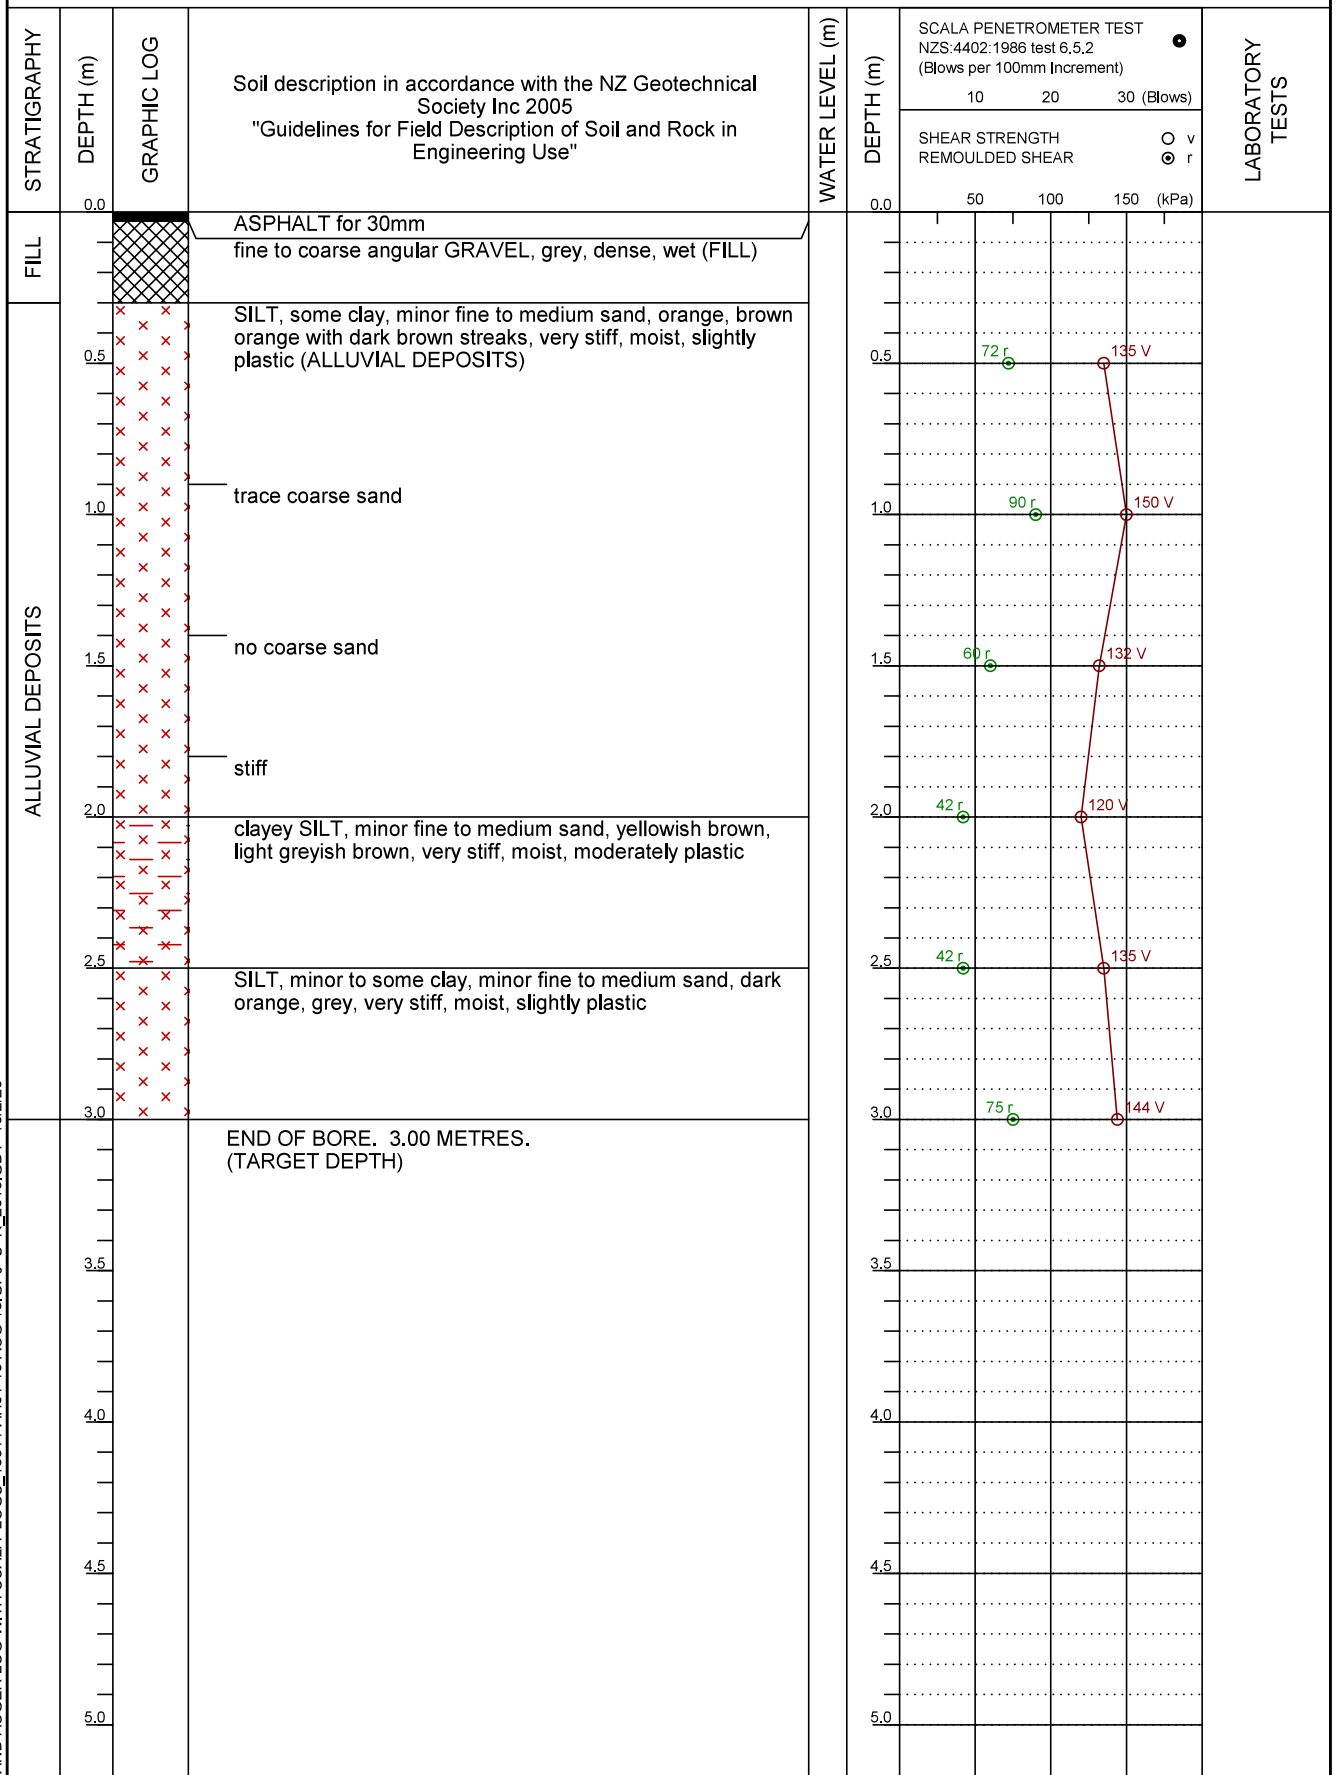 STRATIGRAPHY
DEPTH (m)
GRAPHIC LOG
Soil description in accordance with the NZ Geotechnical
Society Inc 2005
"Guidelines for Field Description of Soil and Rock in
Engineering Use"
WATER LEVEL (m)
DEPTH (m)
SCALA PENETROMETER TEST
NZS:4402:1986 test 6.5.2
(Blows per 100mm Increment)
10 20 30 (Blows)
SHEAR STRENGTH v
REMOULDED SHEAR r
50 100 150 (kPa)
LABORATORY
TESTS
0.0 0.0
FILL
ASPHALT for 30mm
fine to coarse angular GRAVEL, grey, dense, wet (FILL)
ALLUVIAL DEPOSITS
SILT, some clay, minor fine to medium sand, orange, brown
orange with dark brown streaks, very stiff, moist, slightly
plastic (ALLUVIAL DEPOSITS)
0.5 0.5 72 r 135 V
trace coarse sand
1.0 1.0 90 r 150 V
no coarse sand
1.5 1.5 60 r 132 V
stiff
2.0 2.0 42 r 120 V
clayey SILT, minor fine to medium sand, yellowish brown,
light greyish brown, very stiff, moist, moderately plastic
2.5 2.5 42 r 135 V
SILT, minor to some clay, minor fine to medium sand, dark
orange, grey, very stiff, moist, slightly plastic
3.0 3.0 75 r 144 V
END OF BORE. 3.00 METRES.
(TARGET DEPTH)
3.5 3.5
4.0 4.0
4.5 4.5
5.0 5.0